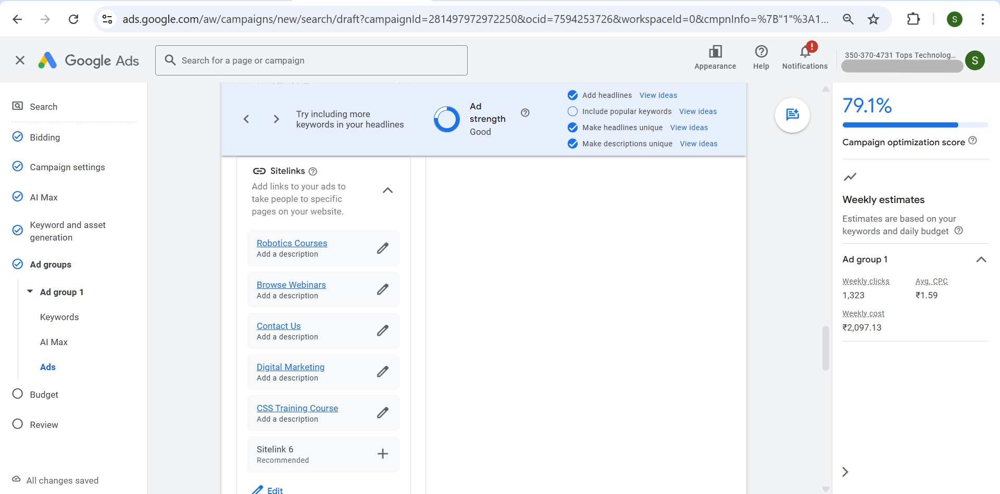 ads.google.com/aw/campaigns/new/search/draft?campaignId=281497972972250&ocid=7594253726&workspaceId=0&cmpnInfo=%7B"1"%3A1...
S
Google Ads
Search for a page or campaign
Appearance
Help
!
Notifications
350-370-4731 Tops Technolog...
S
Search
Bidding
Campaign settings
AI Max
Keyword and asset
generation
Ad groups
Ad group 1
Keywords
AI Max
Ads
Budget
Review
All changes saved
Try including more
keywords in your headlines
Ad
strength
Good
Add headlines View ideas
Include popular keywords View ideas
Make headlines unique View ideas
Make descriptions unique View ideas
Sitelinks
Add links to your ads to
take people to specific
pages on your website.
Robotics Courses
Add a description
Browse Webinars
Add a description
Contact Us
Add a description
Digital Marketing
Add a description
CSS Training Course
Add a description
Sitelink 6
Recommended
Edit
79.1%
Campaign optimization score
Weekly estimates
Estimates are based on your
keywords and daily budget
Ad group 1
Weekly clicks Avg. CPC
1,323 ₹1.59
Weekly cost
₹2,097.13